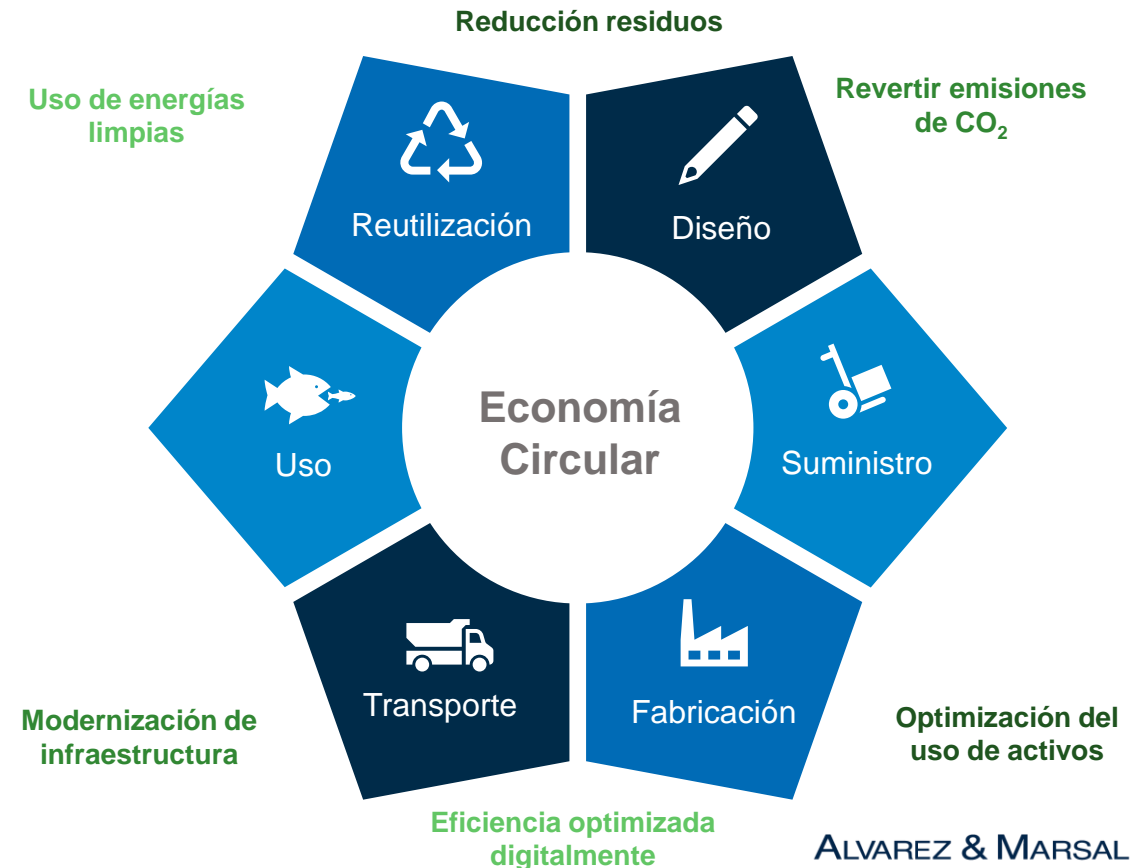 Reducción residuos
Uso de energías
limpias
Revertir emisiones
de CO₂
Reutilización
Diseño
Economía
Circular
Uso
Suministro
Transporte
Fabricación
Modernización de
infraestructura
Optimización del
uso de activos
Eficiencia optimizada
digitalmente
ALVAREZ & MARSAL